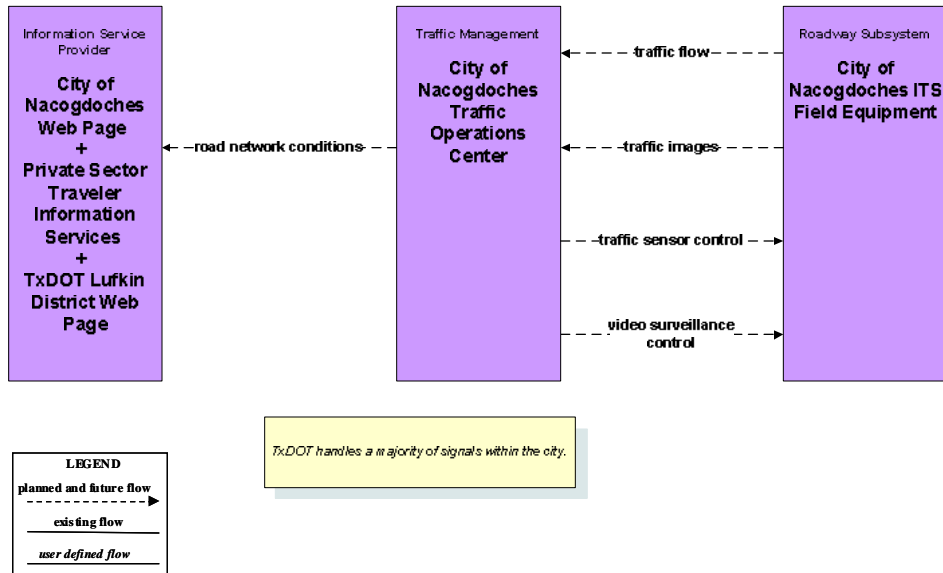 Information Service
Provider
City of
Nacogdoches
Web Page
+
Private Sector
Traveler
Information
Services
+
TxDOT Lufkin
District Web
Page
road network conditions
Traffic Management
City of
Nacogdoches
Traffic
Operations
Center
traffic flow
traffic images
traffic sensor control
video surveillance
control
Roadway Subsystem
City of
Nacogdoches ITS
Field Equipment
TxDOT handles a majority of signals within the city.
LEGEND
planned and future flow
existing flow
user defined flow